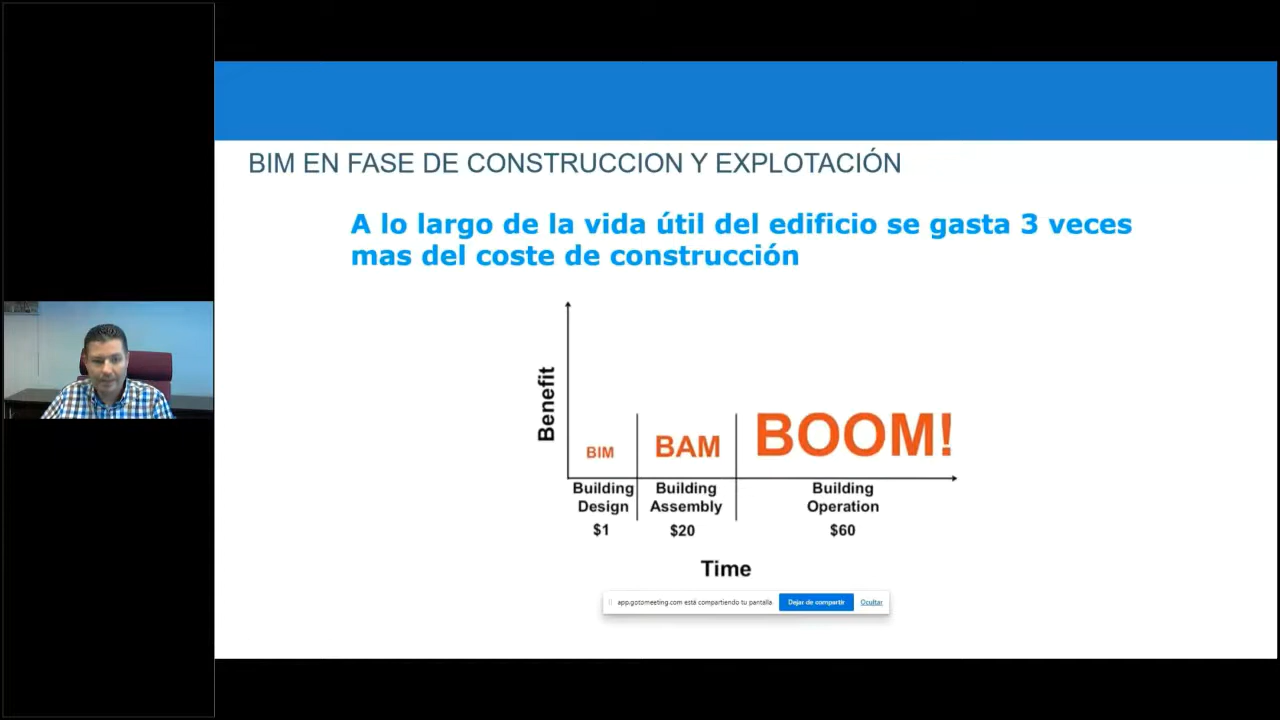 BIM EN FASE DE CONSTRUCCION Y EXPLOTACIÓN
A lo largo de la vida útil del edificio se gasta 3 veces
mas del coste de construcción
Benefit
BIM
BAM
BOOM!
Building
Design
$1
Building
Assembly
$20
Building
Operation
$60
Time
app.gotomeeting.com está compartiendo tu pantalla. Dejar de compartir Ocultar